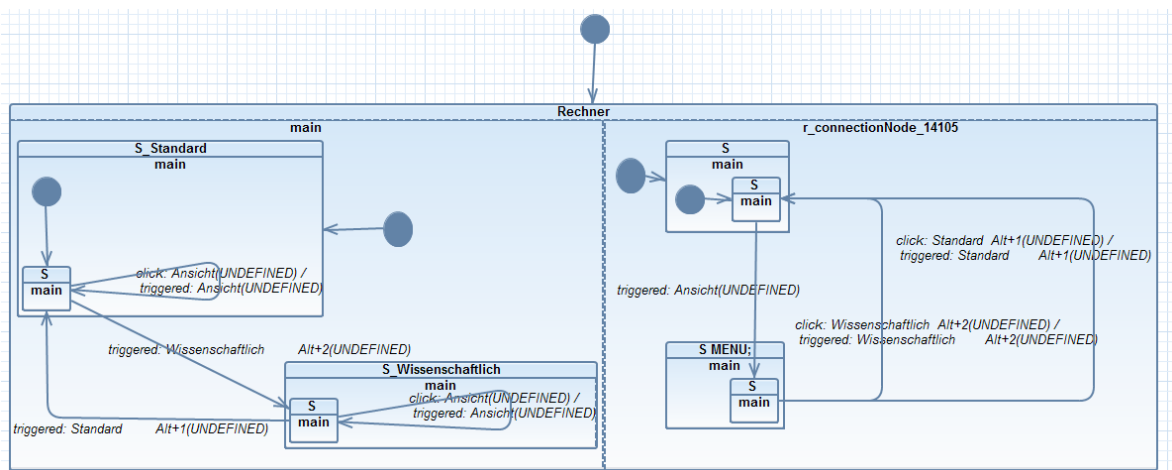 Rechner
main
S_Standard
main
S
main
click: Ansicht(UNDEFINED) /
triggered: Ansicht(UNDEFINED)
triggered: Wissenschaftlich Alt+2(UNDEFINED)
S_Wissenschaftlich
main
S
main
click: Ansicht(UNDEFINED) /
triggered: Ansicht(UNDEFINED)
triggered: Standard Alt+1(UNDEFINED)
r_connectionNode_14105
S
main
S
main
click: Standard Alt+1(UNDEFINED) /
triggered: Standard Alt+1(UNDEFINED)
triggered: Ansicht(UNDEFINED)
click: Wissenschaftlich Alt+2(UNDEFINED) /
triggered: Wissenschaftlich Alt+2(UNDEFINED)
S MENU;
main
S
main